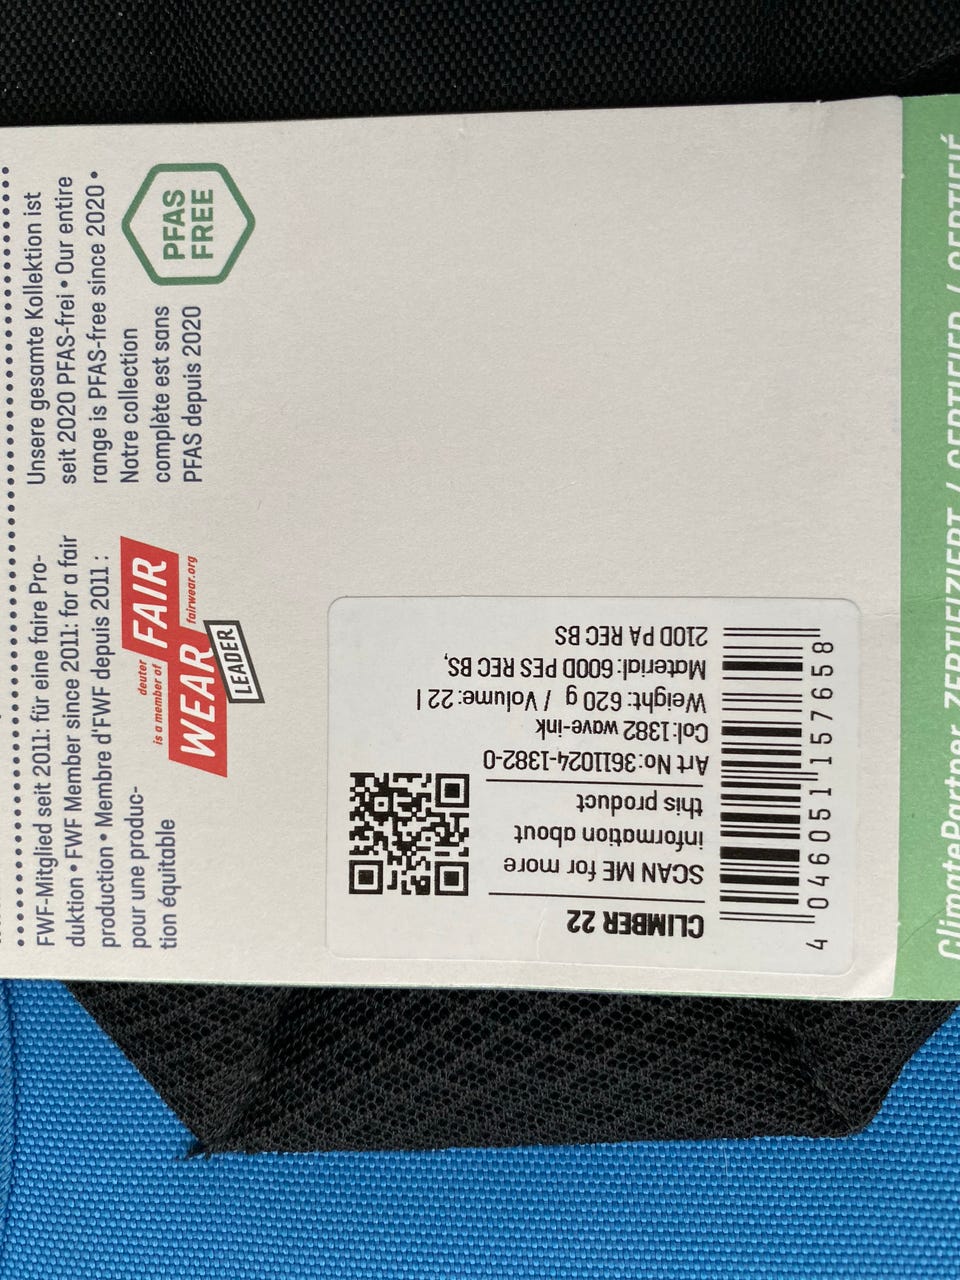 FWF-Mitglied seit 2011: für eine faire Pro-
duktion • FWF Member since 2011: for a fair
production • Membre d'FWF depuis 2011 :
pour une produc-
tion équitable
deuter
is a member of
FAIR
WEAR
fairwear.org
LEADER
Unsere gesamte Kollektion ist
seit 2020 PFAS-frei • Our entire
range is PFAS-free since 2020 •
Notre collection
complète est sans
PFAS depuis 2020
PFAS
FREE
CLIMBER 22
SCAN ME for more
information about
this product
Art No:3611024-1382-0
Col:1382 wave-ink
Weight: 620 g / Volume: 22 l
Material: 600D PES REC BS,
210D PA REC BS
4 046051 157658
ClimatePartner ZERTIFIZIERT / CERTIFIED / CERTIFIÉ